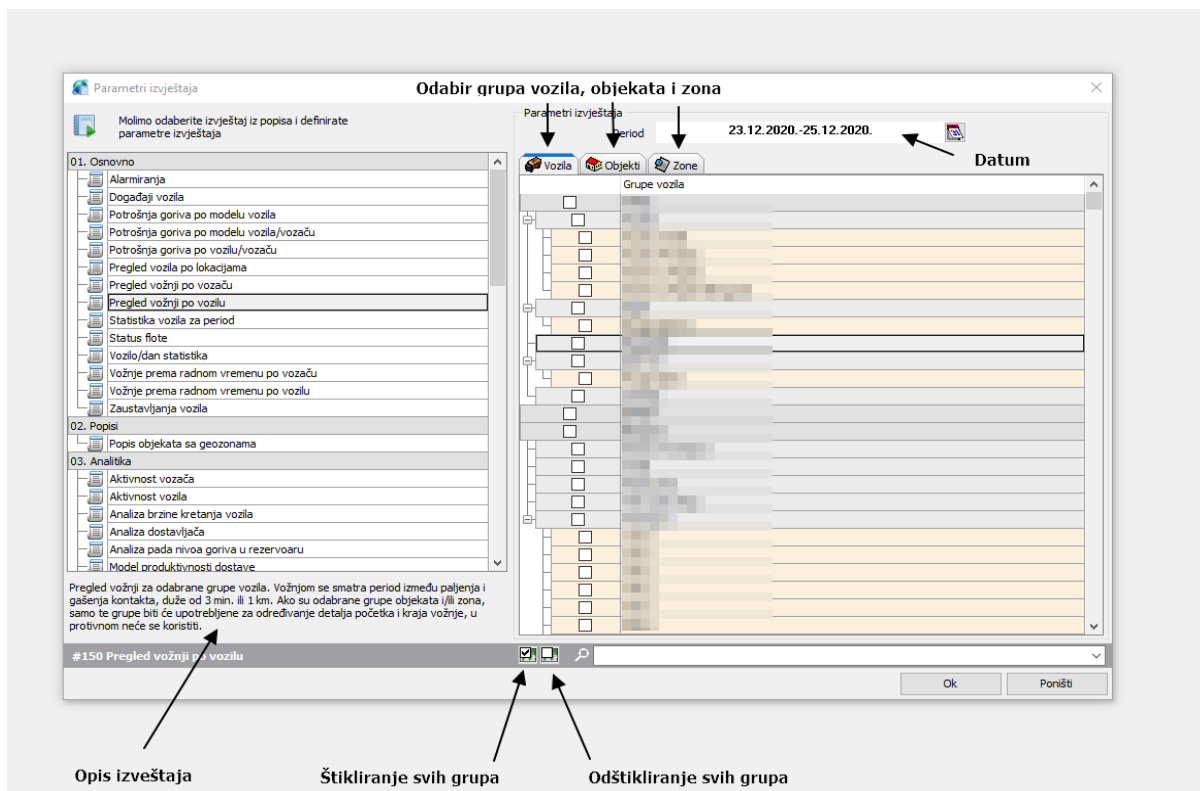 Parametri izvještaja
Odabir grupa vozila, objekata i zona
Molimo odaberite izvještaj iz popisa i definirate
parametre izvještaja
Parametri izvještaja
Period
23.12.2020.-25.12.2020.
Datum
01. Osnovno
Alarmiranja
Događaji vozila
Potrošnja goriva po modelu vozila
Potrošnja goriva po modelu vozila/vozaču
Potrošnja goriva po vozilu/vozaču
Pregled vozila po lokacijama
Pregled vožnji po vozaču
Pregled vožnji po vozilu
Statistika vozila za period
Status flote
Vozilo/dan statistika
Vožnje prema radnom vremenu po vozaču
Vožnje prema radnom vremenu po vozilu
Zaustavljanja vozila
02. Popisi
Popis objekata sa geozonama
03. Analitika
Aktivnost vozača
Aktivnost vozila
Analiza brzine kretanja vozila
Analiza dostavljača
Analiza pada nivoa goriva u rezervoaru
Model produktivnosti dostave
Vozila
Objekti
Zone
Grupe vozila
Pregled vožnji za odabrane grupe vozila. Vožnjom se smatra period između paljenja i
gašenja kontakta, duže od 3 min. ili 1 km. Ako su odabrane grupe objekata i/ili zona,
samo te grupe biti će upotrebljene za određivanje detalja početka i kraja vožnje, u
protivnom neće se koristiti.
#150 Pregled vožnji po vozilu
Ok
Poništi
Opis izveštaja
Štikliranje svih grupa
Odštikliranje svih grupa